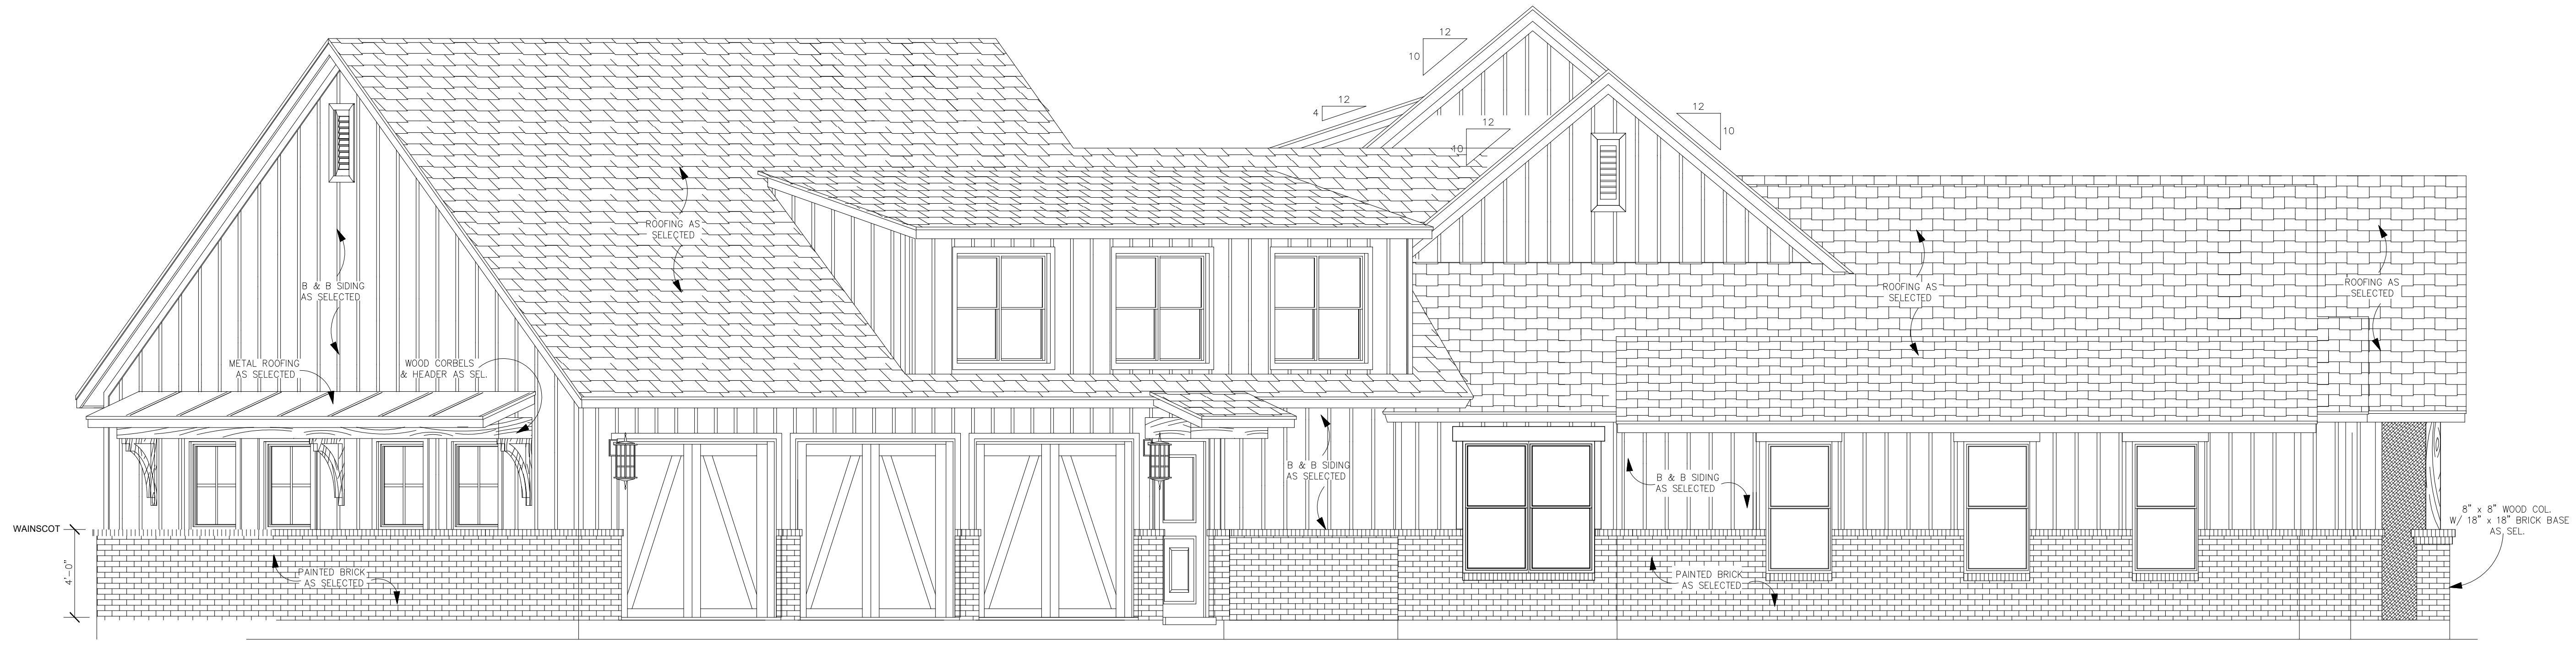 12
10
12
4
12
10
12
10
ROOFING AS
SELECTED
B & B SIDING
AS SELECTED
METAL ROOFING
AS SELECTED
WOOD CORBELS
& HEADER AS SEL.
ROOFING AS
SELECTED
ROOFING AS
SELECTED
B & B SIDING
AS SELECTED
B & B SIDING
AS SELECTED
WAINSCOT
4'-0"
PAINTED BRICK
AS SELECTED
PAINTED BRICK
AS SELECTED
8" x 8" WOOD COL.
W/ 18" x 18" BRICK BASE
AS SEL.